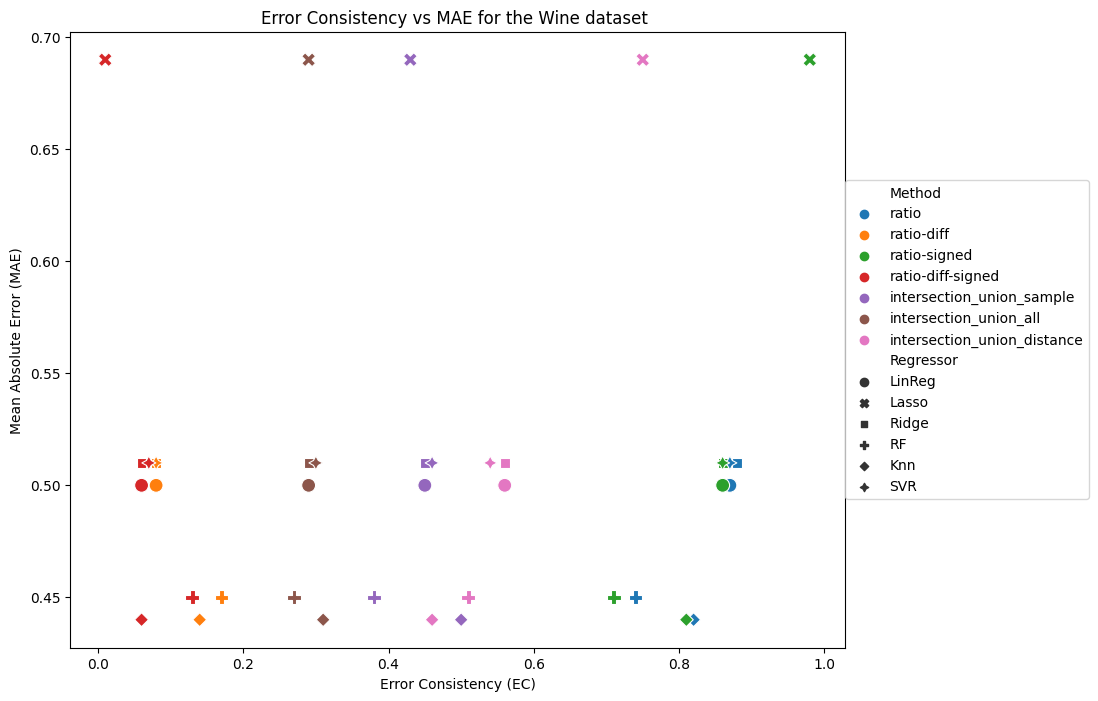 Error Consistency vs MAE for the Wine dataset
Mean Absolute Error (MAE)
0.70
0.65
0.60
0.55
0.50
0.45
0.0 0.2 0.4 0.6 0.8 1.0
Error Consistency (EC)
Method
ratio
ratio-diff
ratio-signed
ratio-diff-signed
intersection_union_sample
intersection_union_all
intersection_union_distance
Regressor
LinReg
Lasso
Ridge
RF
Knn
SVR